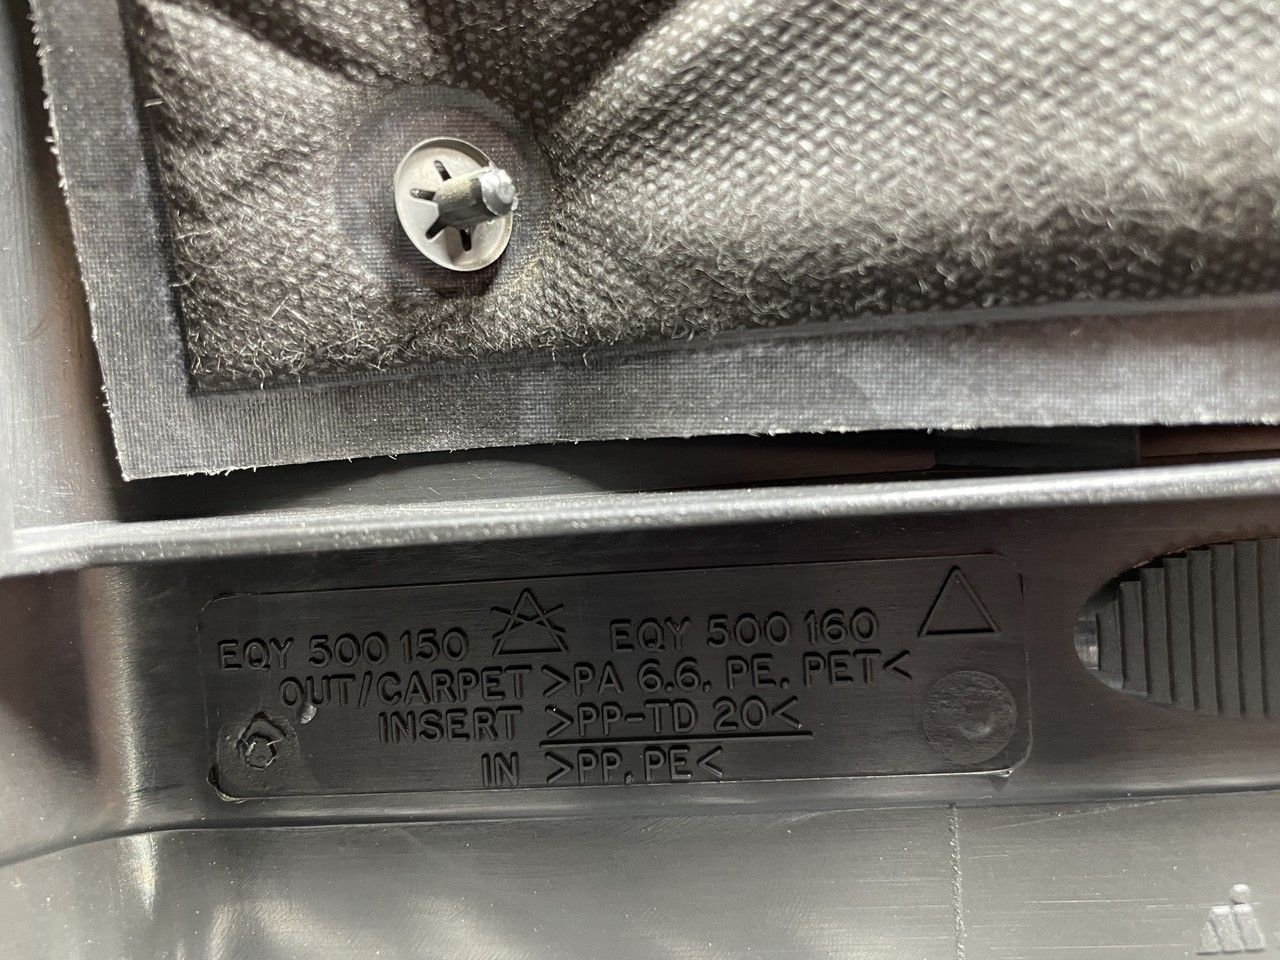 EQY 500 150 EQY 500 160
OUT/CARPET >PA 6.6, PE, PET<
INSERT >PP-TD 20<
IN >PP, PE<